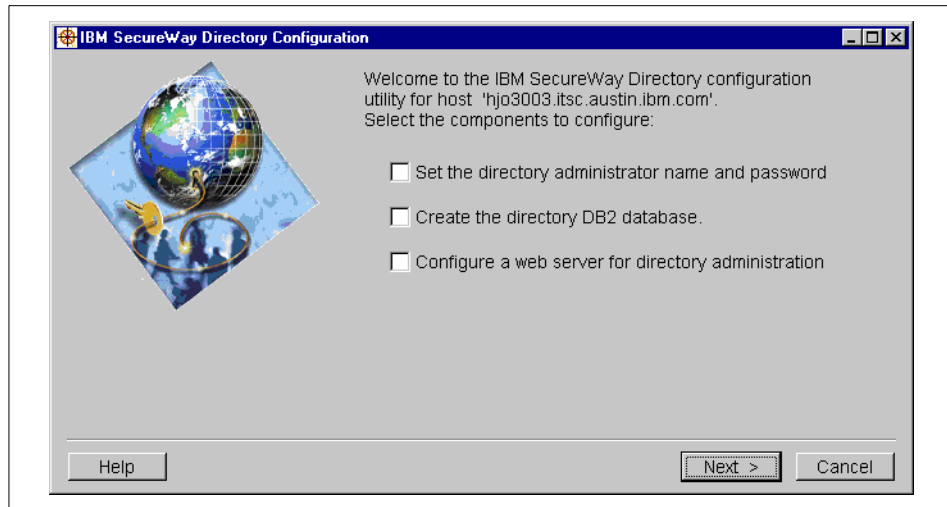 IBM SecureWay Directory Configuration
Welcome to the IBM SecureWay Directory configuration
utility for host 'hjo3003.itsc.austin.ibm.com'.
Select the components to configure:
Set the directory administrator name and password
Create the directory DB2 database.
Configure a web server for directory administration
Help
Next >
Cancel